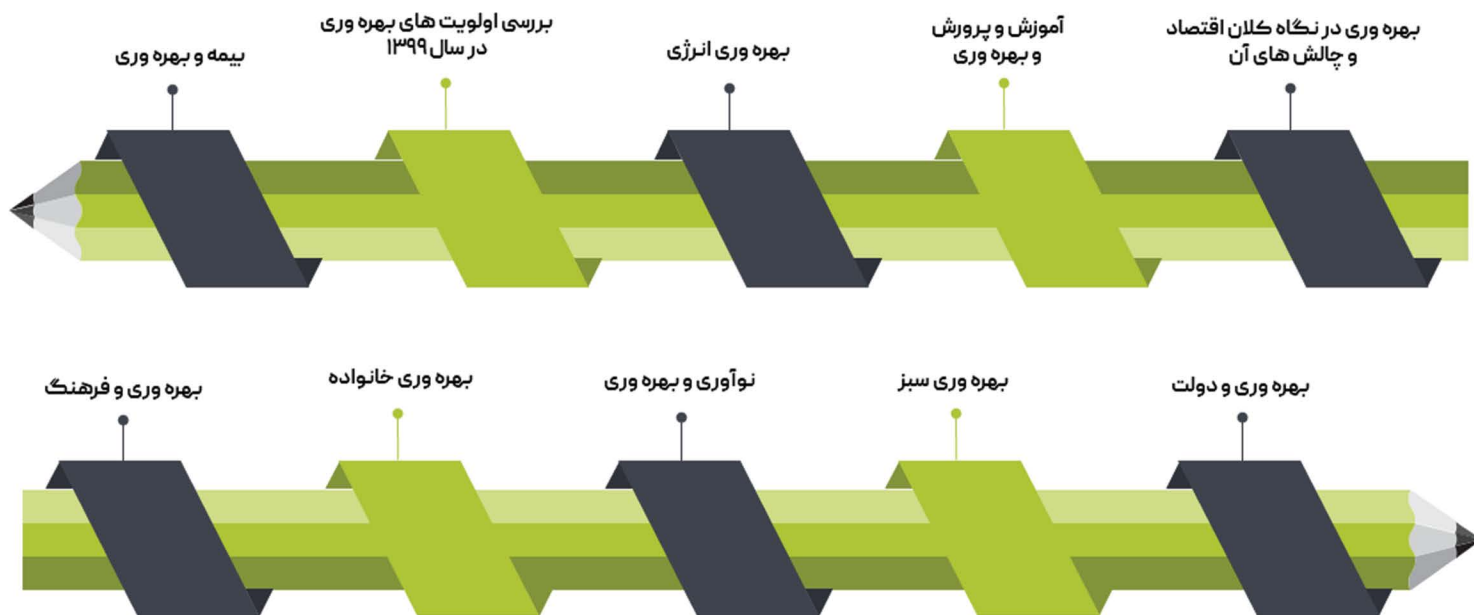 بهره وری در نگاه کلان اقتصاد
و چالش های آن
آموزش و پرورش
و بهره وری
بهره وری انرژی
بررسی اولویت های بهره وری
در سال ۱۳۹۹
بیمه و بهره وری
بهره وری و دولت
بهره وری سبز
نوآوری و بهره وری
بهره وری خانواده
بهره وری و فرهنگ